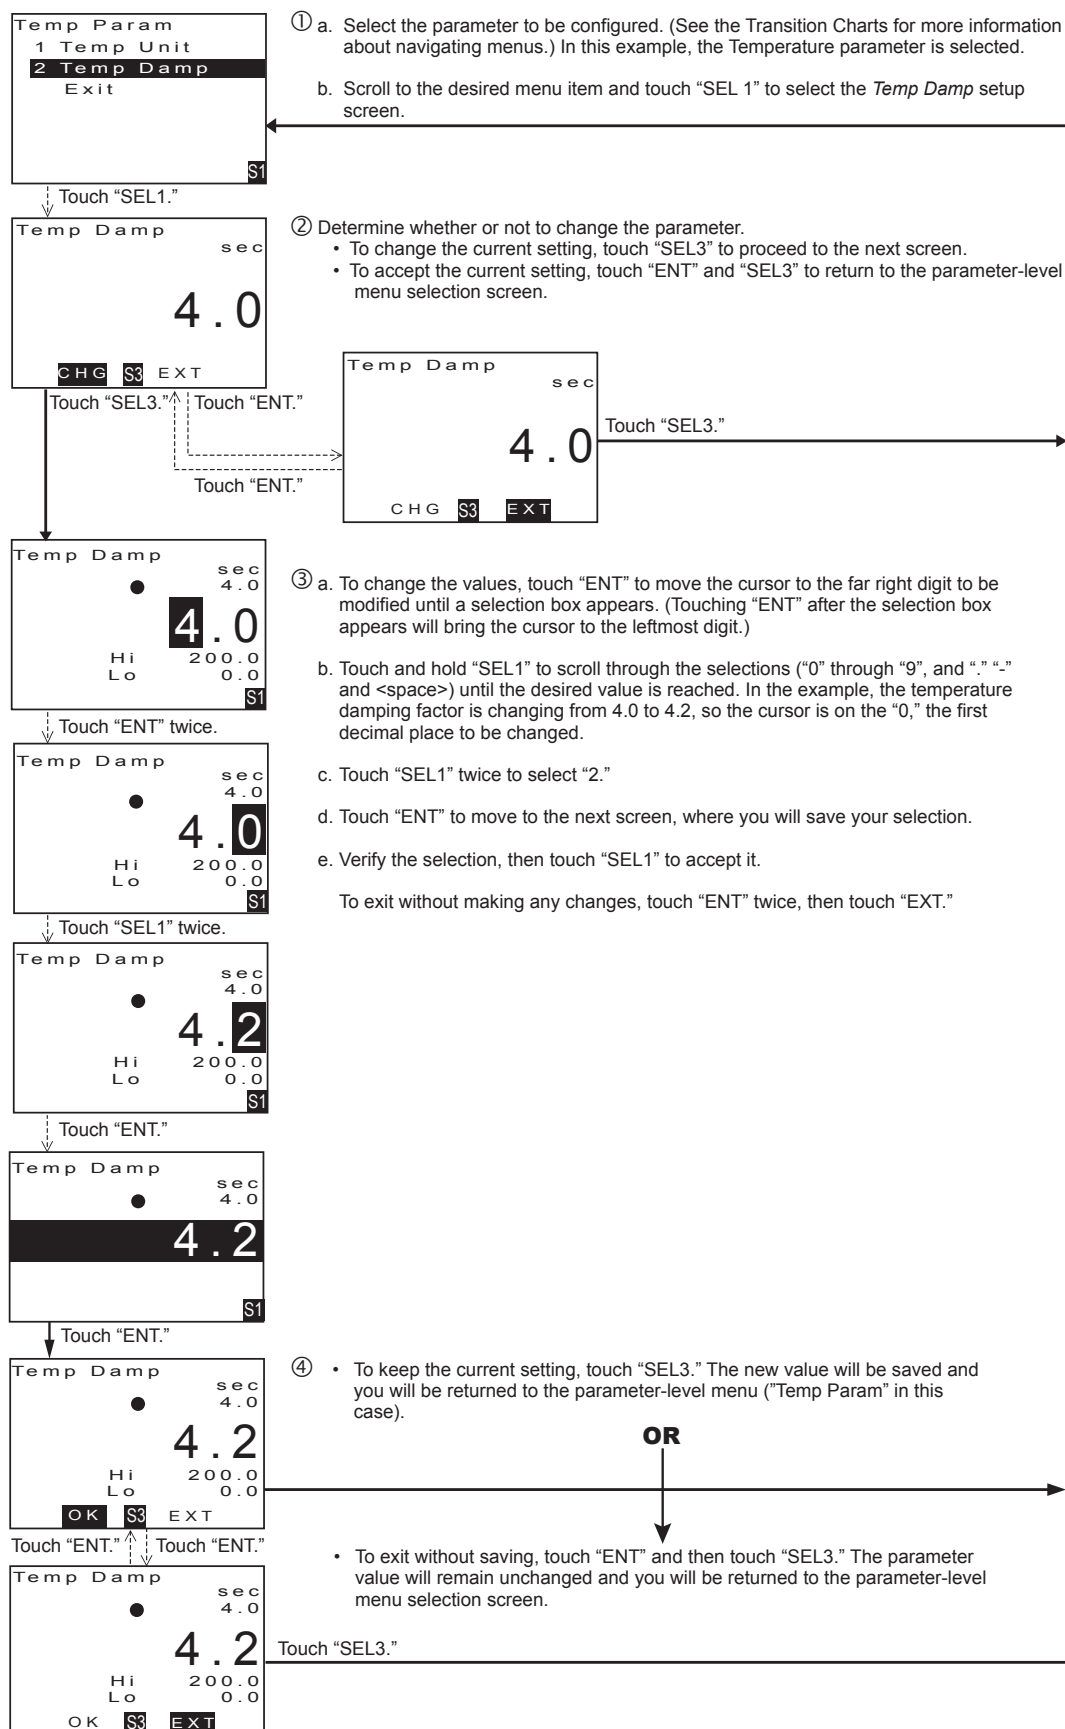 Temp Param
1 Temp Unit
2 Temp Damp
Exit
S1
① a. Select the parameter to be configured. (See the Transition Charts for more information
about navigating menus.) In this example, the Temperature parameter is selected.
b. Scroll to the desired menu item and touch “SEL 1” to select the Temp Damp setup
screen.
Touch “SEL1.”
Temp Damp
sec
4.0
CHG S3 EXT
② Determine whether or not to change the parameter.
• To change the current setting, touch “SEL3” to proceed to the next screen.
• To accept the current setting, touch “ENT” and “SEL3” to return to the parameter-level
menu selection screen.
Touch “SEL3.”
Touch “ENT.”
Touch “ENT.”
Temp Damp
sec
4.0
CHG S3 EXT
Touch “SEL3.”
Temp Damp
sec
4.0
4.0
Hi 200.0
Lo 0.0
S1
③ a. To change the values, touch “ENT” to move the cursor to the far right digit to be
modified until a selection box appears. (Touching “ENT” after the selection box
appears will bring the cursor to the leftmost digit.)
b. Touch and hold “SEL1” to scroll through the selections (“0” through “9”, and “.” “-”
and <space>) until the desired value is reached. In the example, the temperature
damping factor is changing from 4.0 to 4.2, so the cursor is on the “0,” the first
decimal place to be changed.
c. Touch “SEL1” twice to select “2.”
d. Touch “ENT” to move to the next screen, where you will save your selection.
e. Verify the selection, then touch “SEL1” to accept it.
To exit without making any changes, touch “ENT” twice, then touch “EXT.”
Touch “ENT” twice.
Temp Damp
sec
4.0
4.0
Hi 200.0
Lo 0.0
S1
Touch “SEL1” twice.
Temp Damp
sec
4.0
4.2
Hi 200.0
Lo 0.0
S1
Touch “ENT.”
Temp Damp
sec
4.0
4.2
S1
Touch “ENT.”
Temp Damp
sec
4.0
4.2
Hi 200.0
Lo 0.0
OK S3 EXT
④ • To keep the current setting, touch “SEL3.” The new value will be saved and
you will be returned to the parameter-level menu (”Temp Param” in this
case).
OR
• To exit without saving, touch “ENT” and then touch “SEL3.” The parameter
value will remain unchanged and you will be returned to the parameter-level
menu selection screen.
Touch “ENT.”
Touch “ENT.”
Temp Damp
sec
4.0
4.2
Hi 200.0
Lo 0.0
OK S3 EXT
Touch “SEL3.”